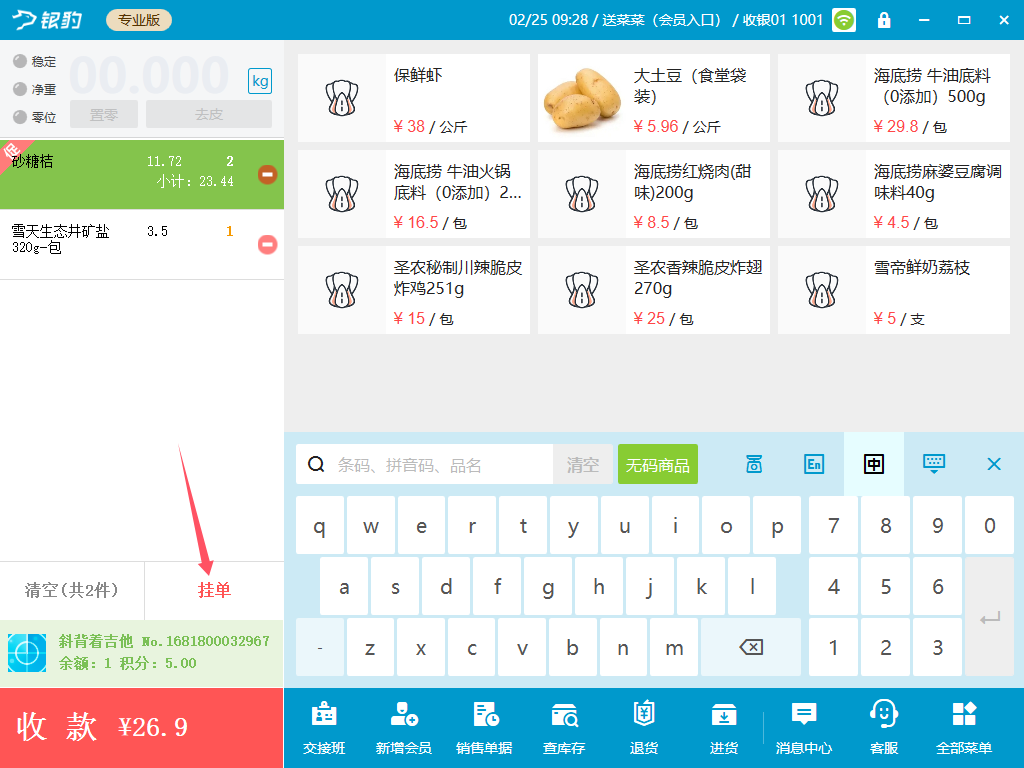 银豹 专业版 02/25 09:28 / 送菜菜（会员入口） / 收银01 1001
稳定
净重
零位
00.000 kg
置零 去皮
促
砂糖桔 11.72 2
小计: 23.44
雪天生态井矿盐 3.5 1
320g-包
清空(共2件) 挂单
斜背着吉他 No.1681800032967
余额: 1 积分: 5.00
收 款 ¥26.9
保鲜虾
¥ 38 / 公斤
大土豆（食堂袋
装）
¥ 5.96 / 公斤
海底捞 牛油底料
（0添加）500g
¥ 29.8 / 包
海底捞 牛油火锅
底料（0添加）2...
¥ 16.5 / 包
海底捞红烧肉(甜
味)200g
¥ 8.5 / 包
海底捞麻婆豆腐调
味料40g
¥ 4.5 / 包
圣农秘制川辣脆皮
炸鸡251g
¥ 15 / 包
圣农香辣脆皮炸翅
270g
¥ 25 / 包
雪帝鲜奶荔枝
¥ 5 / 支
条码、拼音码、品名 清空 无码商品 En 中
q w e r t y u i o p 7 8 9 0
a s d f g h j k l 4 5 6
- z x c v b n m 1 2 3
交接班 新增会员 销售单据 查库存 退货 进货 消息中心 客服 全部菜单